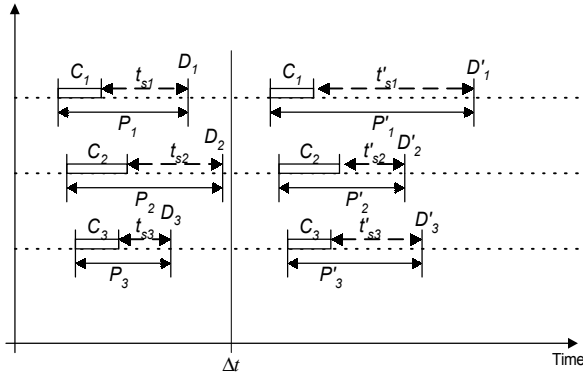 C1 ts1 D1 C1 t's1 D'1
P1 P'1
C2 ts2 D2 C2 t's2 D'2
P2 P'2
C3 ts3 D3 C3 t's3 D'3
P3 P'3
Δt Time